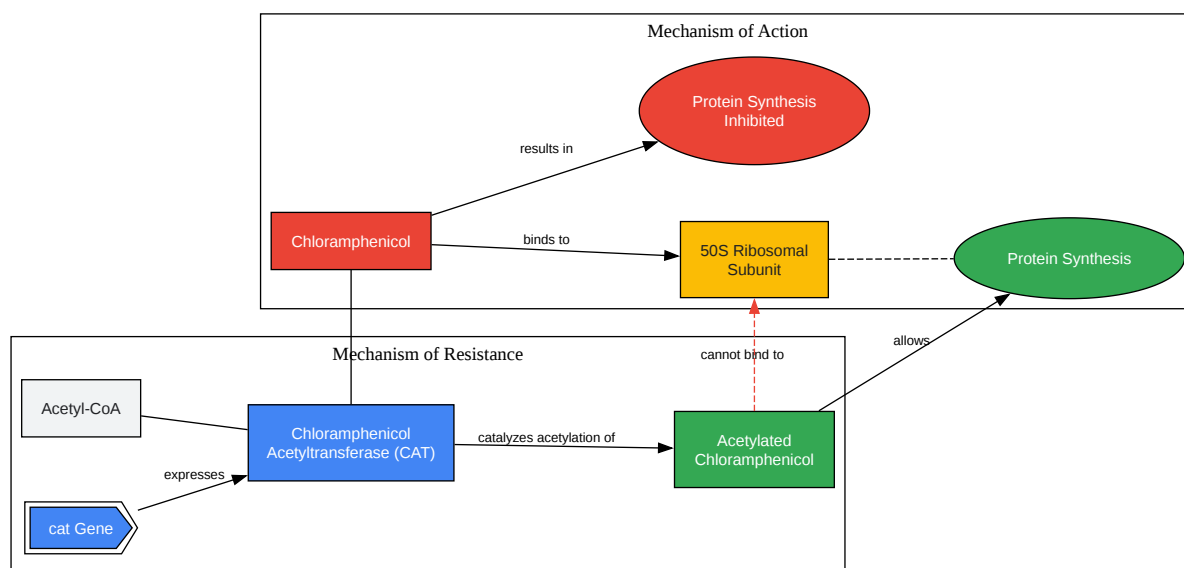 Mechanism of Action
Protein Synthesis
Inhibited
results in
Chloramphenicol
binds to
50S Ribosomal
Subunit
Protein Synthesis
allows
Mechanism of Resistance
cannot bind to
Acetyl-CoA
Chloramphenicol
Acetyltransferase (CAT)
catalyzes acetylation of
Acetylated
Chloramphenicol
expresses
cat Gene